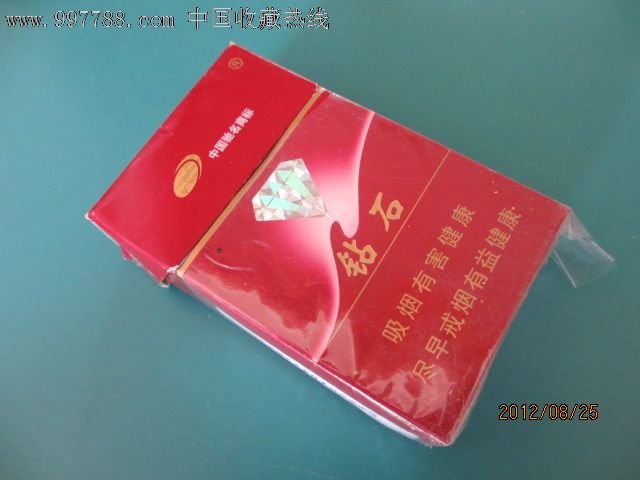 www.997788.com 中国收藏热线
®
中国驰名商标
钻石
吸烟有害健康
尽早戒烟有益健康
2012/08/25